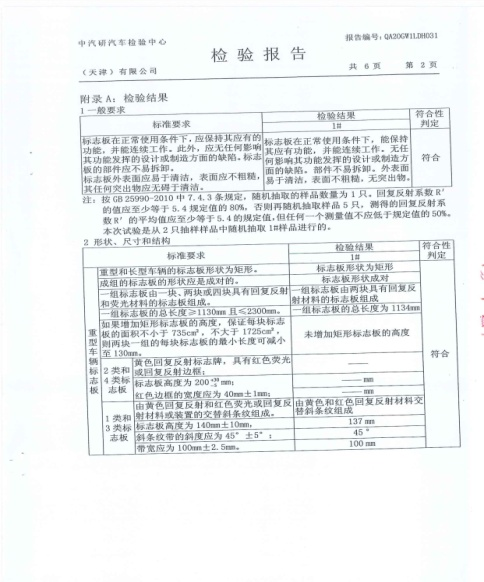 中汽研汽车检验中心
（天津）有限公司
检 验 报 告
报告编号：QA20GW1LDH031
共 6 页 第 2 页
附录 A：检验结果
1 一般要求
标准要求
检验结果
1#
符合性
判定
标志板在正常使用条件下，应保持其应有的
功能，并能连续工作。此外，应无任何影响
其功能发挥的设计或制造方面的缺陷。标志
板的部件应不易拆卸。
标志板外表面应易于清洁，表面应不粗糙，
其任何突出物应无碍于清洁。
标志板在正常使用条件下，能保持
其应有功能，并能连续工作。无任
何影响其功能发挥的设计或制造方
面的缺陷。部件不易拆卸。外表面
易于清洁，表面不粗糙，无突出物。
符合
注：按 GB 25990-2010 中 7.4.3 条规定，随机抽取的样品数量为 1 只。回复反射系数 R′
的值应至少等于 5.4 规定值的 80%，否则再随机抽取样品 5 只，测得的回复反射系
数 R′ 的平均值应至少等于 5.4 的规定值，但任何一个测量值不应低于规定值的 50%。
本次试验是从 2 只抽样样品中随机抽取 1#样品进行的。
2 形状、尺寸和结构
标准要求
检验结果
1#
符合性
判定
重型车辆标志板
重型和长型车辆的标志板形状为矩形。
标志板形状为矩形
成组的标志板的形状应是成对的。
标志板形状成对
一组标志板由一块、两块或四块具有回复反射
和荧光材料的标志板组成。
一组标志板由两块具有回复反
射材料的标志板组成
一组标志板的总长度≥1130mm 且≤2300mm。
一组标志板的总长度为 1134mm
如果增加矩形标志板的高度，保证每块标志
板的面积不小于 735cm²，不大于 1725cm²，
则两块一组的每块标志板的最小长度可减小
至 130mm。
未增加矩形标志板的高度
符合
2 类和
4 类标
志板
黄色回复反射标志牌，具有红色荧光
或回复反射边框；
——
标志板高度为 200 mm；
—— mm
红色边框的宽度应为 40mm±1mm；
—— mm
1 类和
3 类标
志板
由黄色回复反射和红色荧光或回复反
射材料或装置的交替斜条纹组成。
由黄色和红色回复反射材料交
替斜条纹组成
标志板高度为 140mm±10mm，
137 mm
斜条纹带的斜度应为 45°±5°；
45 °
带宽应为 100mm±2.5mm。
100 mm